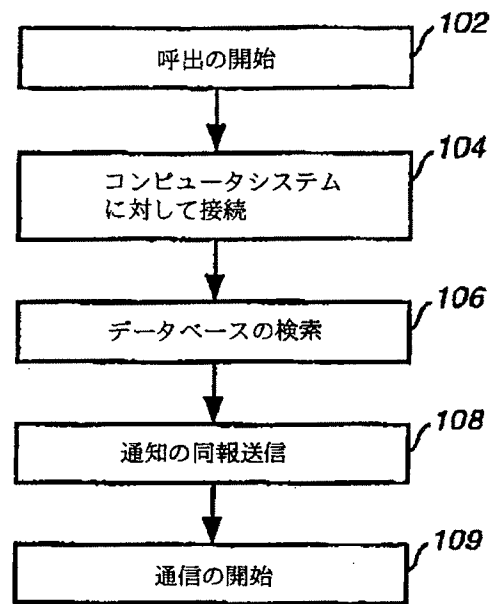 102
呼出の開始
104
コンピュータシステム
に対して接続
106
データベースの検索
108
通知の同報送信
109
通信の開始